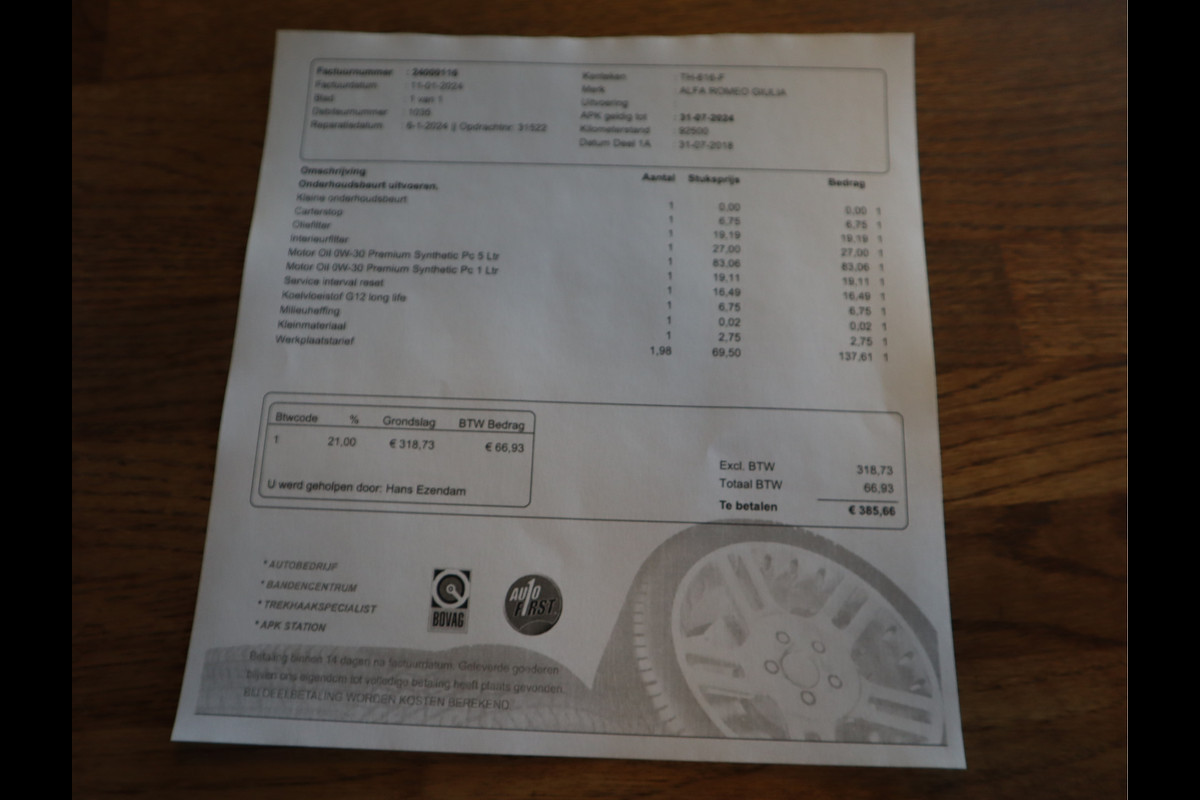 Factuurnummer : 24000110 Kenteken : TH-616-F
Factuurdatum : 11-01-2024 Merk : ALFA ROMEO GIULIA
Blad : 1 van 1 Uitvoering :
Debiteurnummer : 1036 APK geldig tot : 31-07-2024
Reparatiedatum : 6-1-2024 || Opdrachtnr: 31522 Kilometerstand : 92500
Datum Deel 1A : 31-07-2018
Omschrijving Aantal Stuksprijs Bedrag
Onderhoudsbeurt uitvoeren.
Kleine onderhoudsbeurt 1 0,00 0,00 1
Carterstop 1 6,75 6,75 1
Oliefilter 1 19,19 19,19 1
Interieurfilter 1 27,00 27,00 1
Motor Oil 0W-30 Premium Synthetic Pc 5 Ltr 1 83,06 83,06 1
Motor Oil 0W-30 Premium Synthetic Pc 1 Ltr 1 19,11 19,11 1
Service interval reset 1 16,49 16,49 1
Koelvloeistof G12 long life 1 6,75 6,75 1
Milieuheffing 1 0,02 0,02 1
Kleinmateriaal 1 2,75 2,75 1
Werkplaatstarief 1,98 69,50 137,61 1
Btwcode % Grondslag BTW Bedrag
1 21,00 € 318,73 € 66,93
U werd geholpen door: Hans Ezendam
Excl. BTW 318,73
Totaal BTW 66,93
Te betalen € 385,66
* AUTOBEDRIJF
* BANDENCENTRUM
* TREKHAAKSPECIALIST
* APK STATION
BOVAG
AUTO FIRST
Betaling binnen 14 dagen na factuurdatum. Geleverde goederen
blijven ons eigendom tot volledige betaling heeft plaats gevonden.
BIJ DEELBETALING WORDEN KOSTEN BEREKEND.